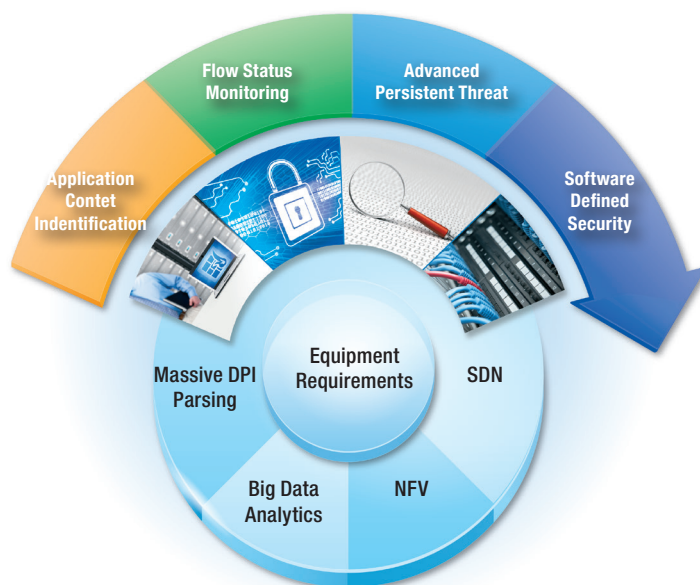 Flow Status
Monitoring
Advanced
Persistent Threat
Application
Contet
Indentification
Software
Defined
Security
Equipment
Requirements
Massive DPI
Parsing
SDN
Big Data
Analytics
NFV